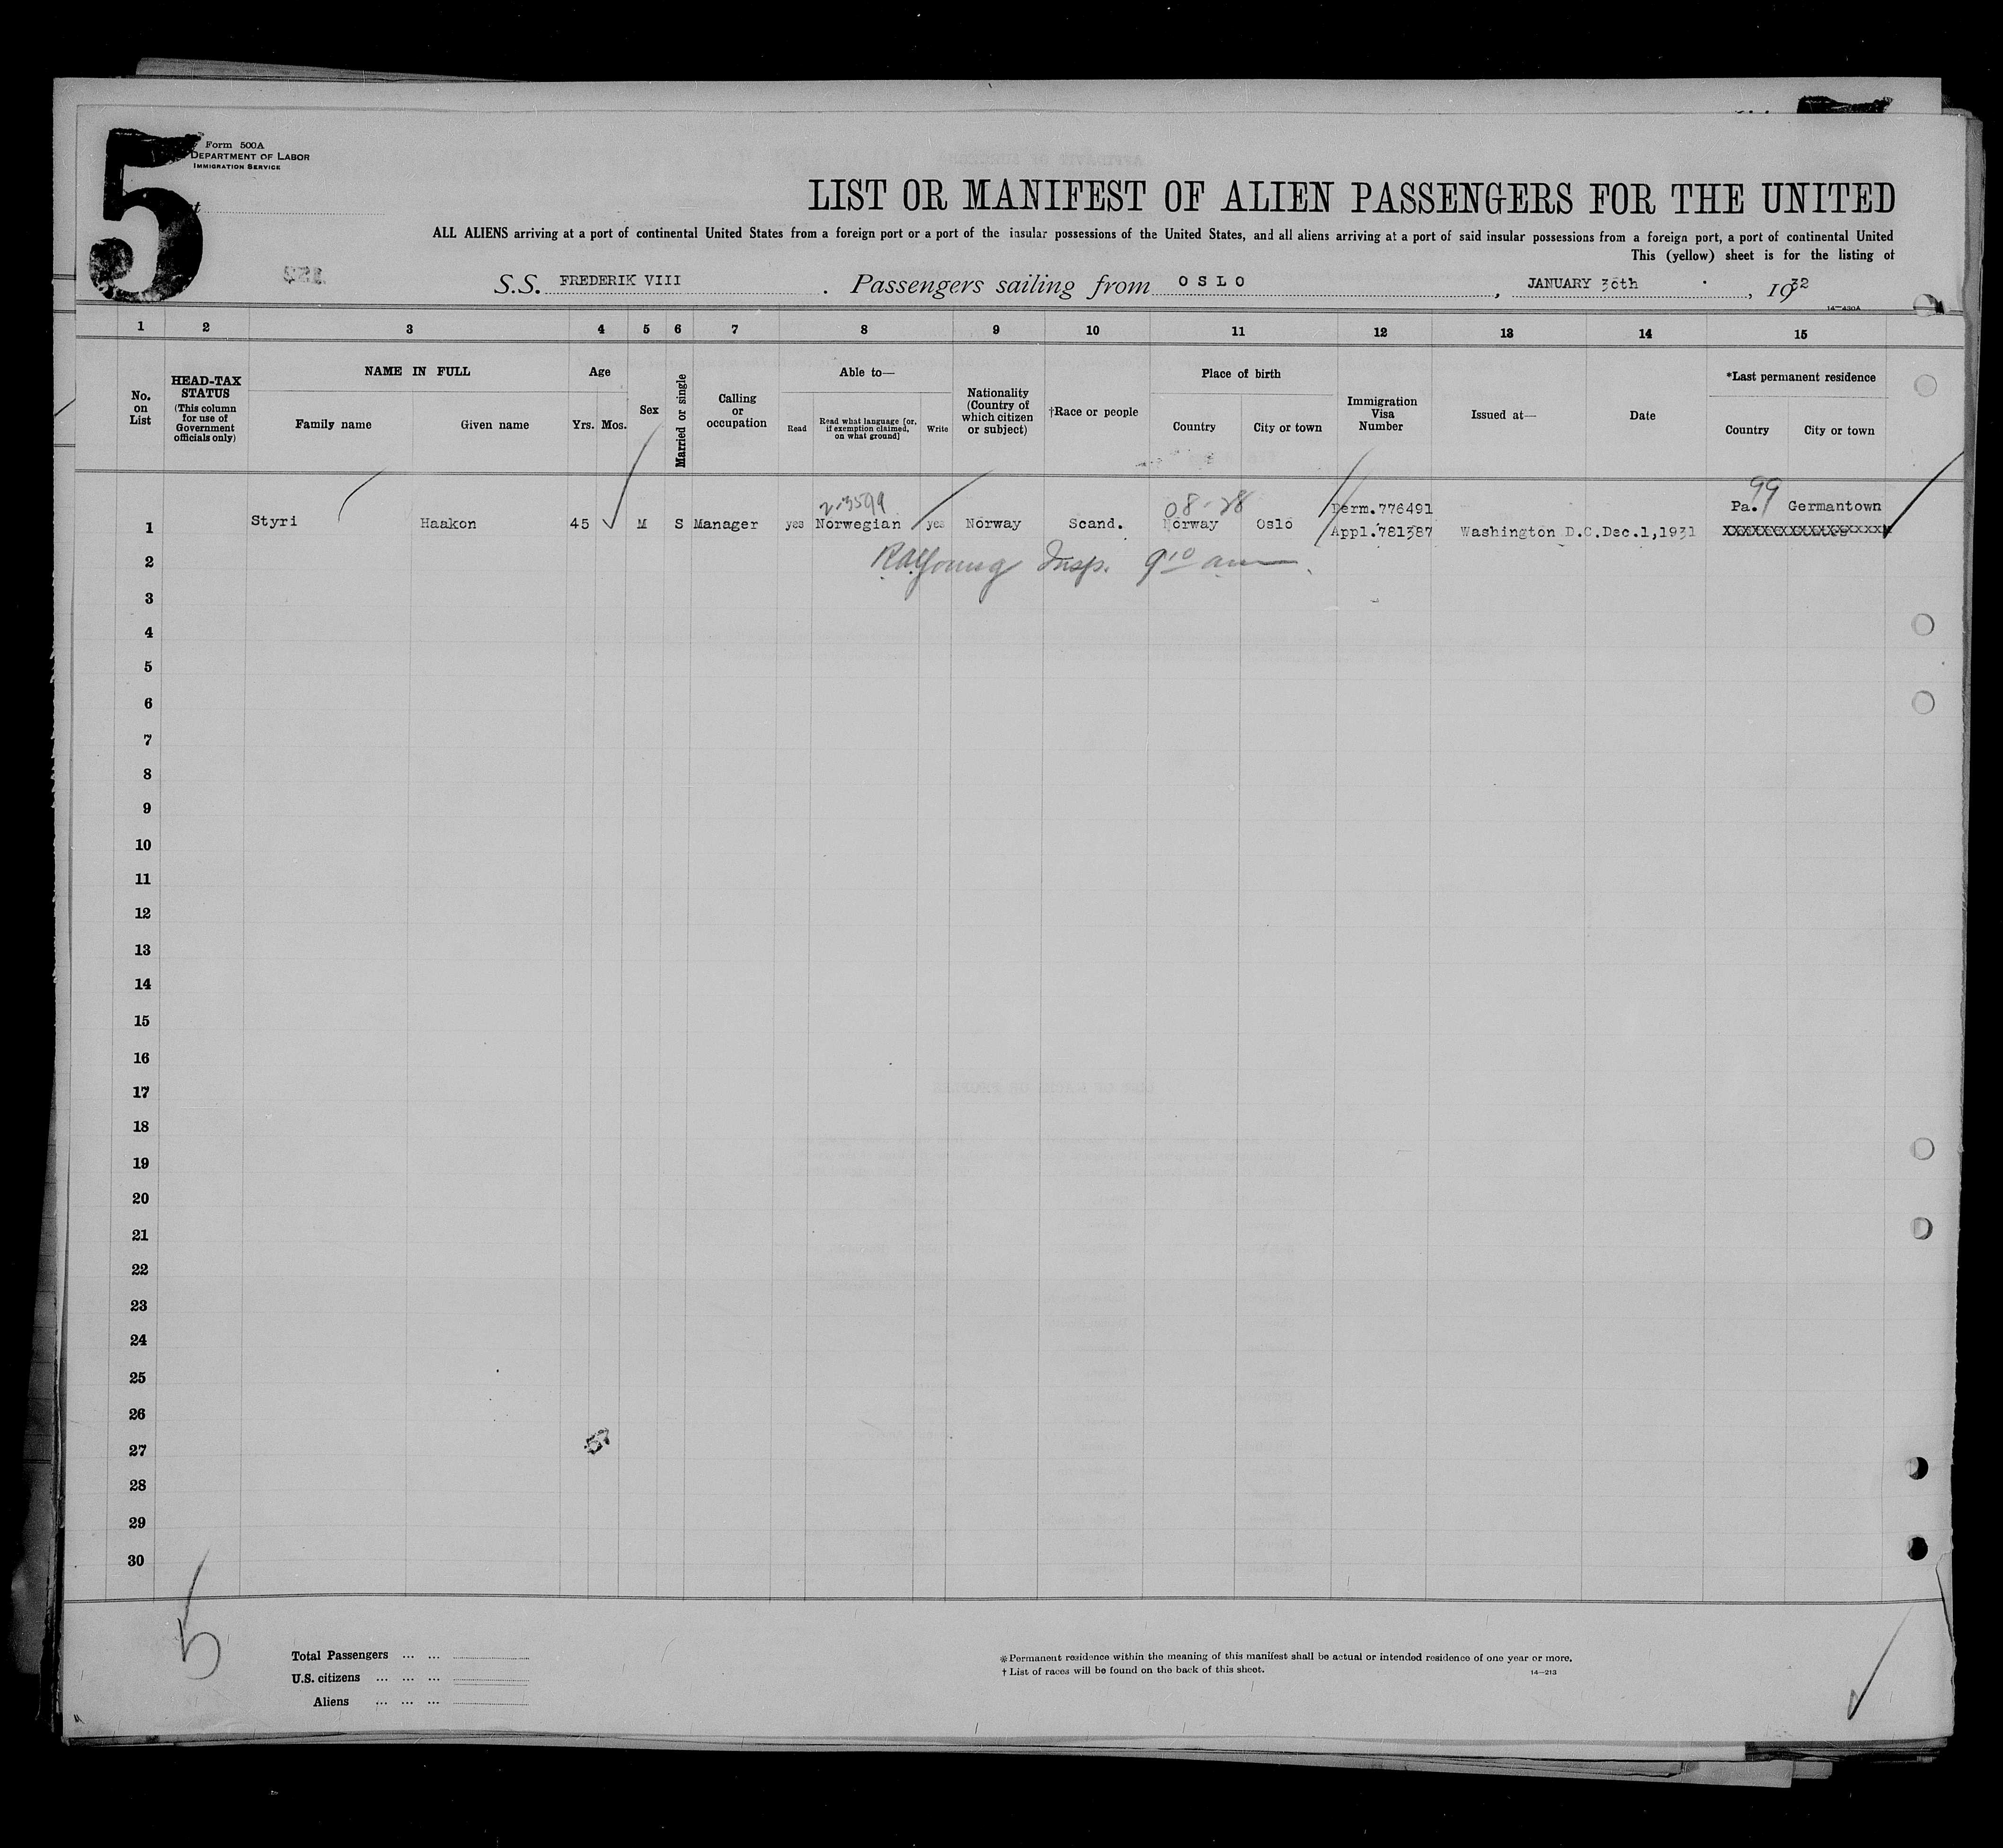 5
Form 500A
DEPARTMENT OF LABOR
IMMIGRATION SERVICE
LIST OR MANIFEST OF ALIEN PASSENGERS FOR THE UNITED
ALL ALIENS arriving at a port of continental United States from a foreign port or a port of the insular possessions of the United States, and all aliens arriving at a port of said insular possessions from a foreign port, a port of continental United
This (yellow) sheet is for the listing of
S.S. FREDERIK VIII . Passengers sailing from OSLO , JANUARY 30th , 1932
14-430A
1 2 3 4 5 6 7 8 9 10 11 12 13 14 15
No. on List
HEAD-TAX STATUS (This column for use of Government officials only)
NAME IN FULL
Family name Given name
Age
Yrs. Mos.
Sex
Married or single
Calling or occupation
Able to—
Read
Read what language [or, if exemption claimed, on what ground]
Write
Nationality (Country of which citizen or subject)
†Race or people
Place of birth
Country City or town
Immigration Visa Number
Issued at—
Date
*Last permanent residence
Country City or town
2-3599 08-28 99
Perm.776491 Pa. Germantown
1 Styri Haakon 45 M S Manager yes Norwegian yes Norway Scand. Norway Oslo Appl.781387 Washington D.C. Dec.1,1931
2 RAYoung Insp. 9 10 am
3
4
5
6
7
8
9
10
11
12
13
14
15
16
17
18
19
20
21
22
23
24
25
26
27
28
29
30
5
Total Passengers ... ...
U.S. citizens ... ... ...
Aliens ... ... ...
*Permanent residence within the meaning of this manifest shall be actual or intended residence of one year or more.
† List of races will be found on the back of this sheet.
14-213